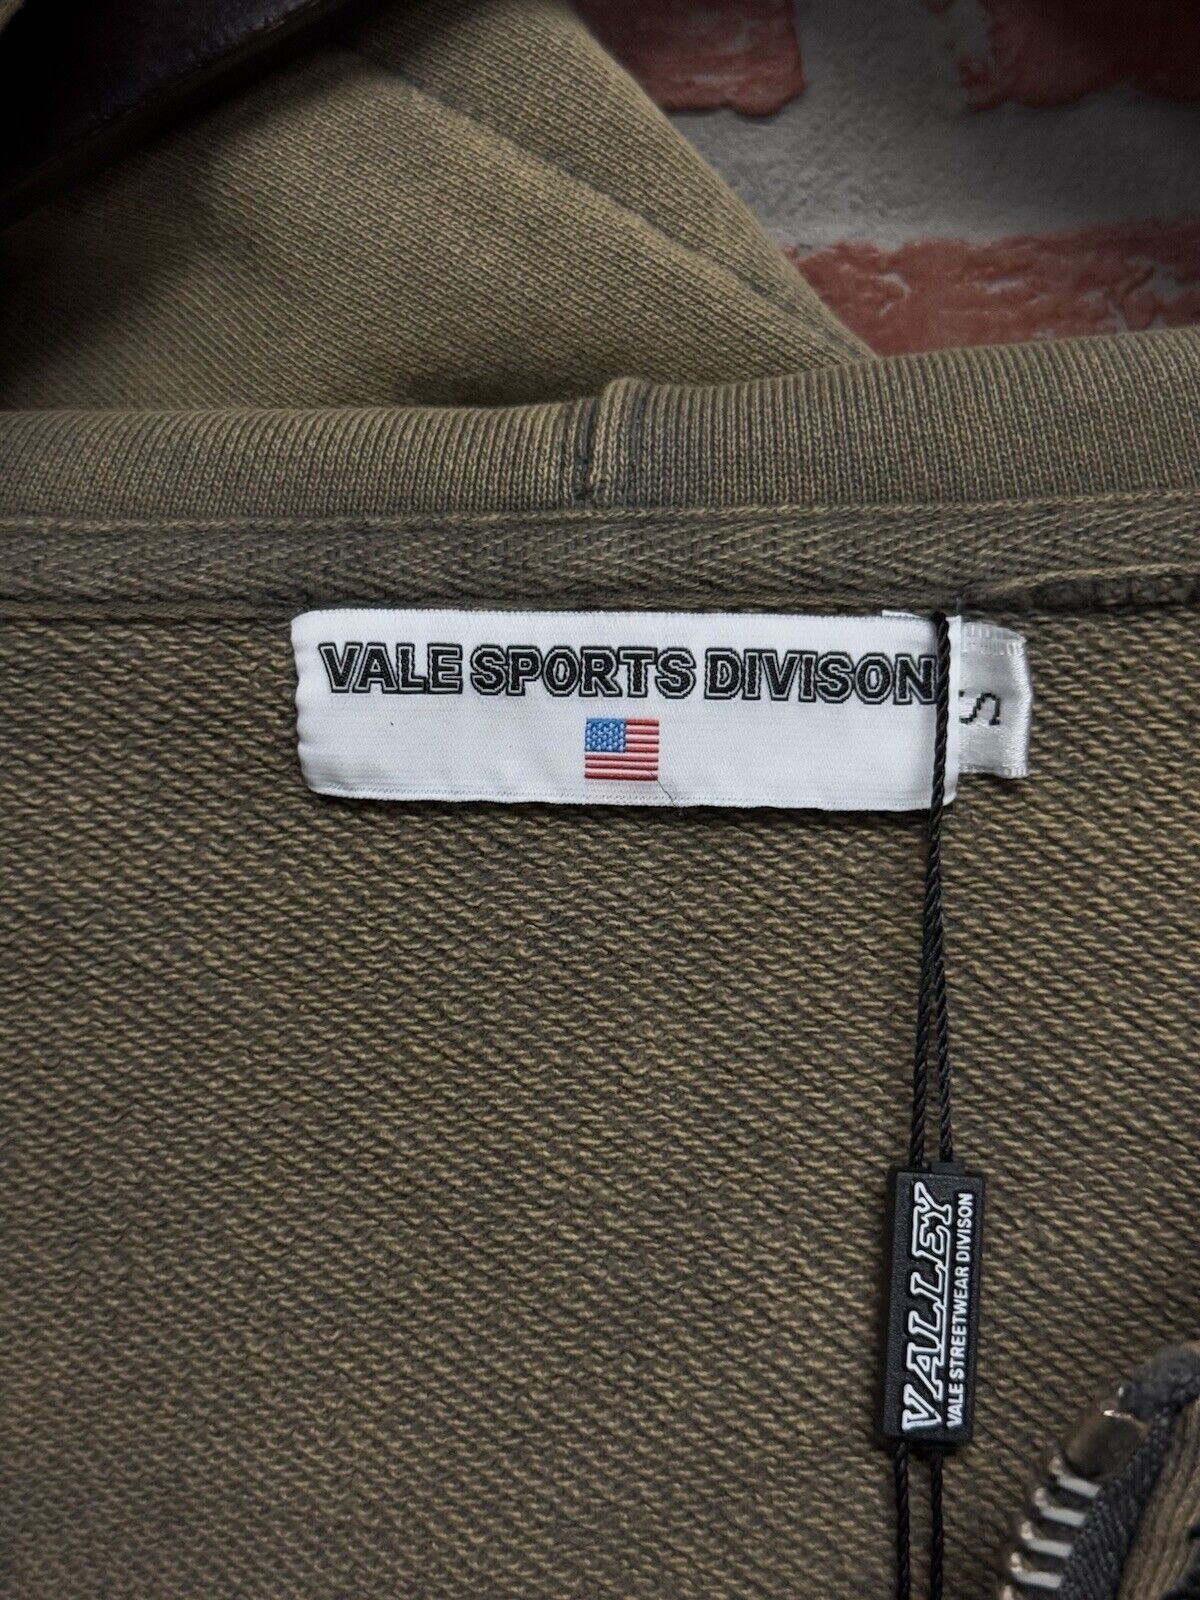 VALE SPORTS DIVISON
S
VALLEY
VALE STREETWEAR DIVISON